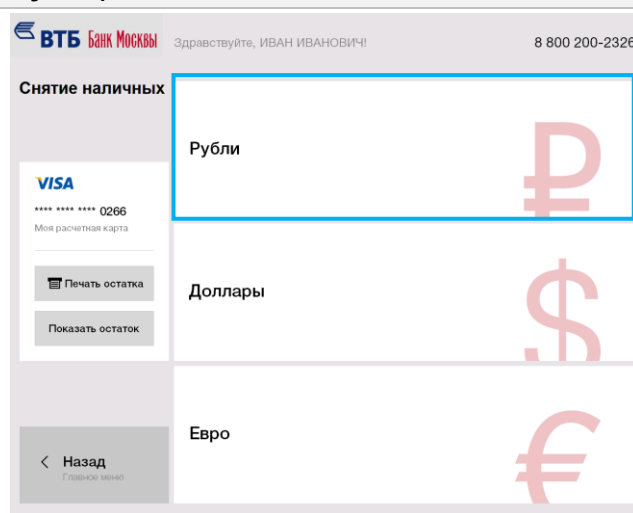 ВТБ Банк Москвы
Здравствуйте, ИВАН ИВАНОВИЧ!
8 800 200-2326
Снятие наличных
VISA
**** **** **** 0266
Моя расчетная карта
Печать остатка
Показать остаток
Рубли
₽
Доллары
$
Евро
€
< Назад
Главное меню